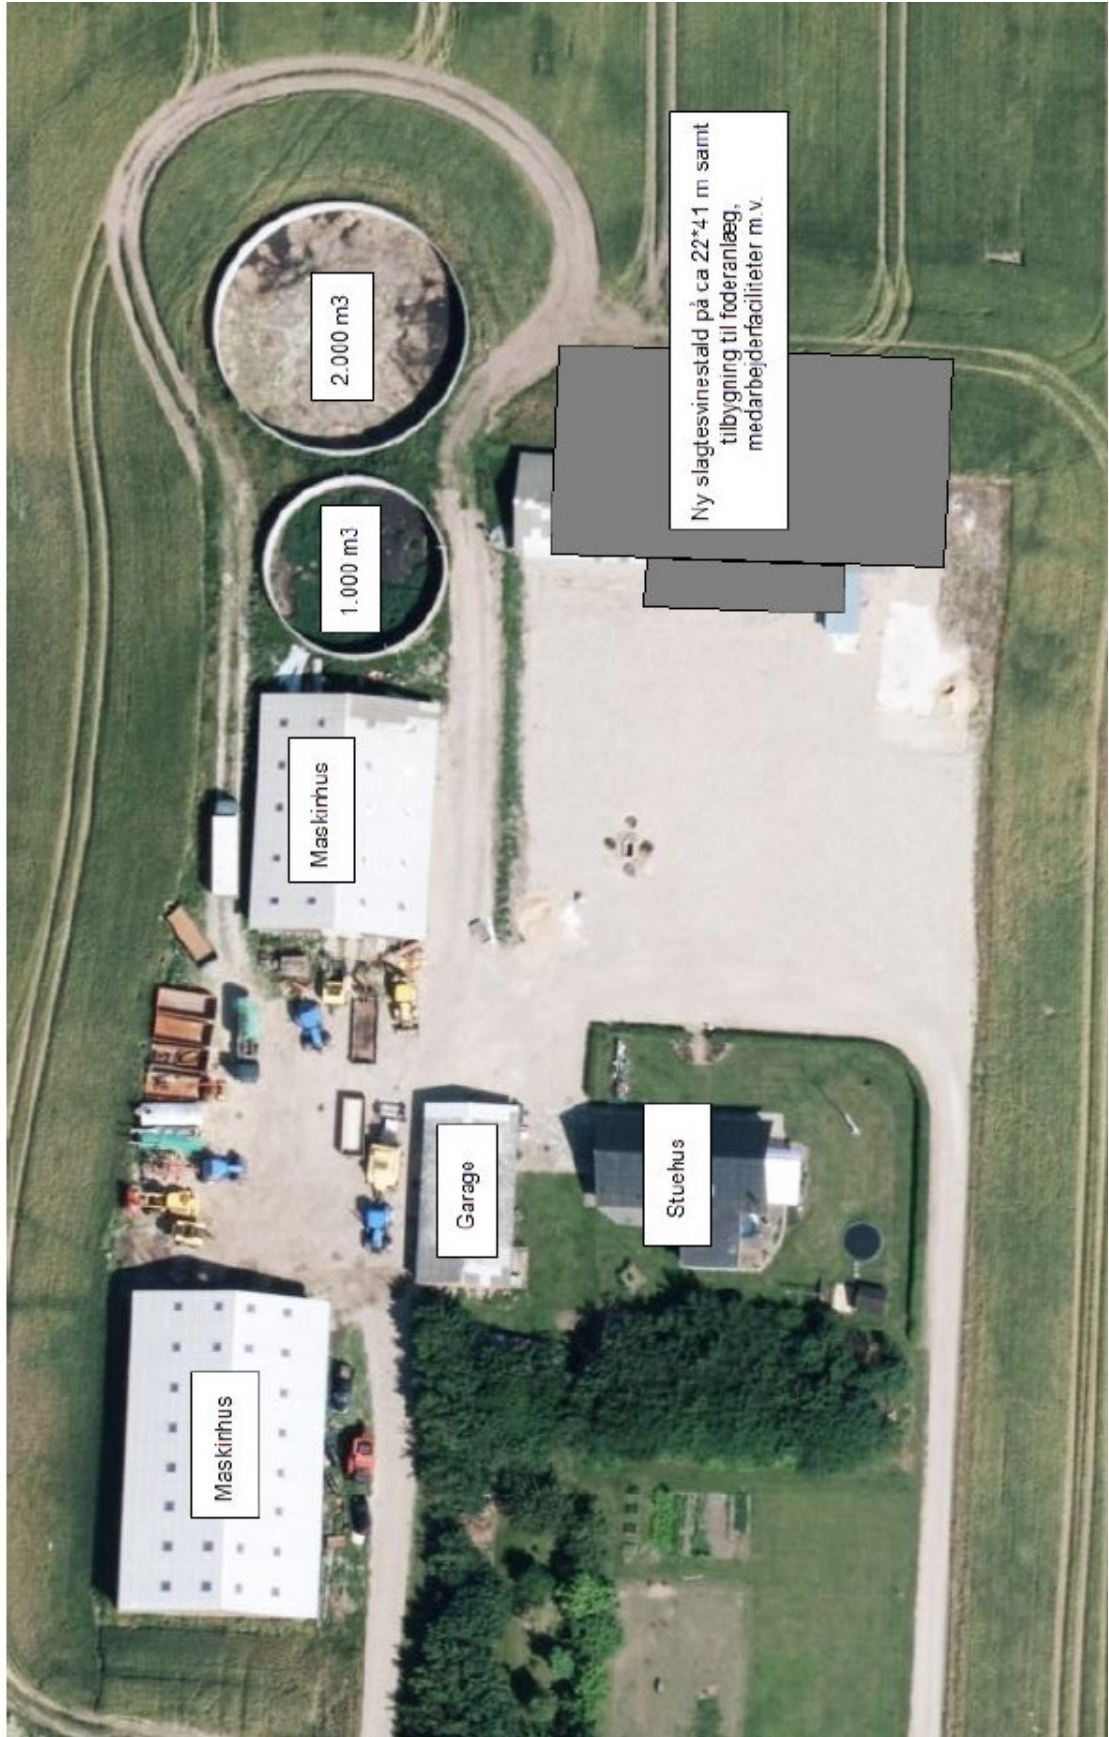 Maskinhus
Maskinhus
1.000 m3
2.000 m3
Garage
Stuehus
Ny slagtesvinestald på ca 22*41 m samt
tilbygning til foderanlæg,
medarbejderfaciliteter m.v.